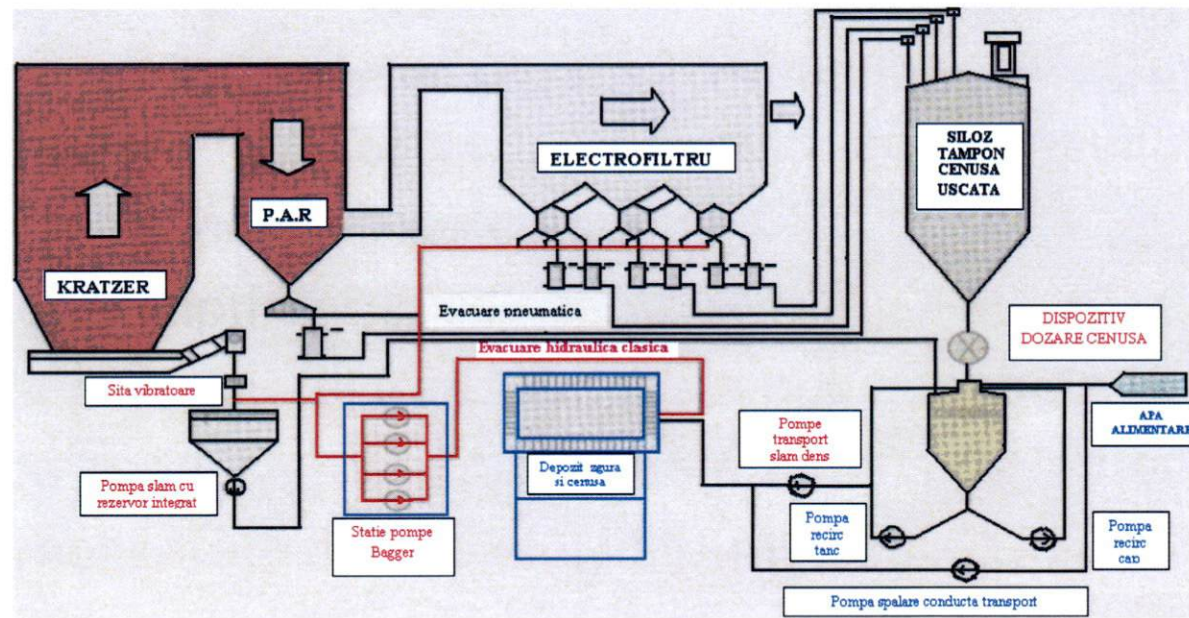 SILOZ
TAMPON
CENUSA
USCATA
ELECTROFILTRU
P.A.R
KRATZER
Evacuare pneumatica
DISPOZITIV
DOZARE CENUSA
Evacuare hidraulica clasica
Sita vibratoare
APA
ALIMENTARE
Pompe
transport
slam dens
Depozit zgura
si cenusa
Pompa slam cu
rezervor integrat
Statie pompe
Bagger
Pompa
recirc
tanc
Pompa
recirc
cap
Pompa spalare conducta transport